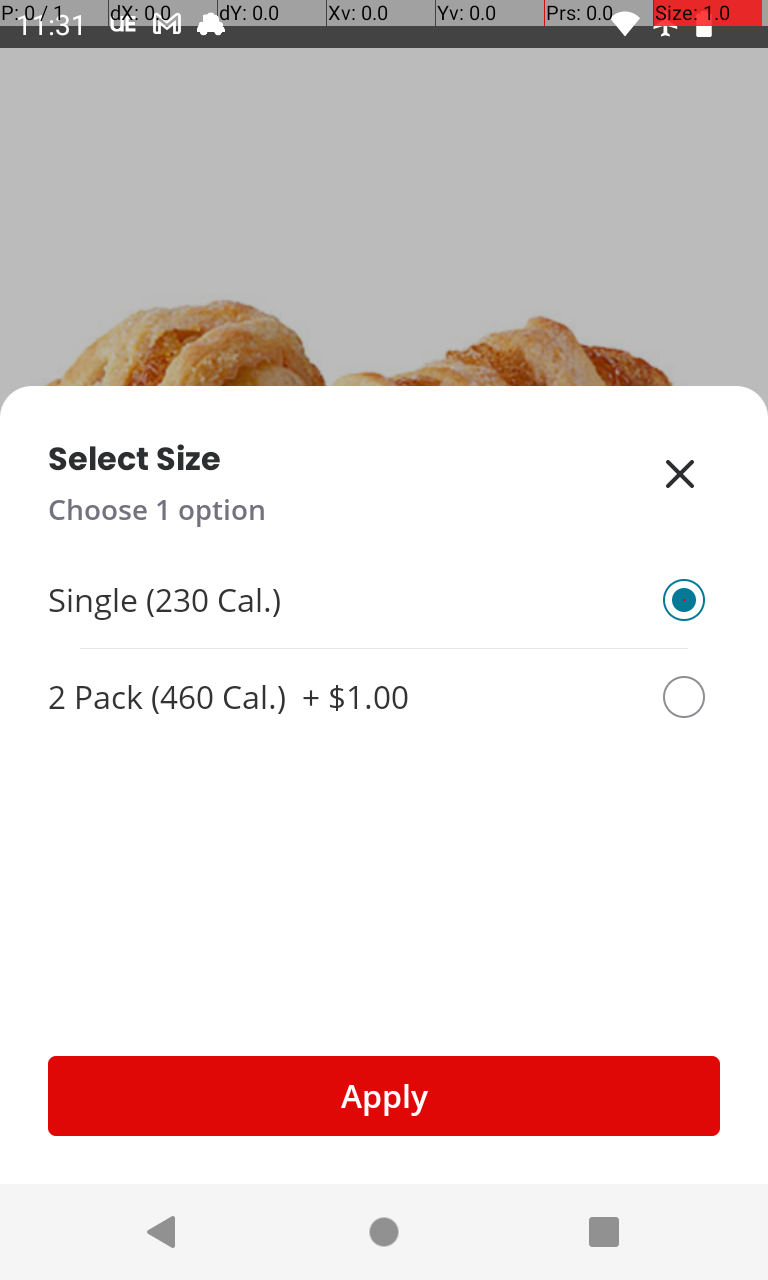 P: 0 / 1 dX: 0.0 dY: 0.0 Xv: 0.0 Yv: 0.0 Prs: 0.0 Size: 1.0
11:31 UE
Select Size
Choose 1 option
Single (230 Cal.)
2 Pack (460 Cal.) + $1.00
Apply